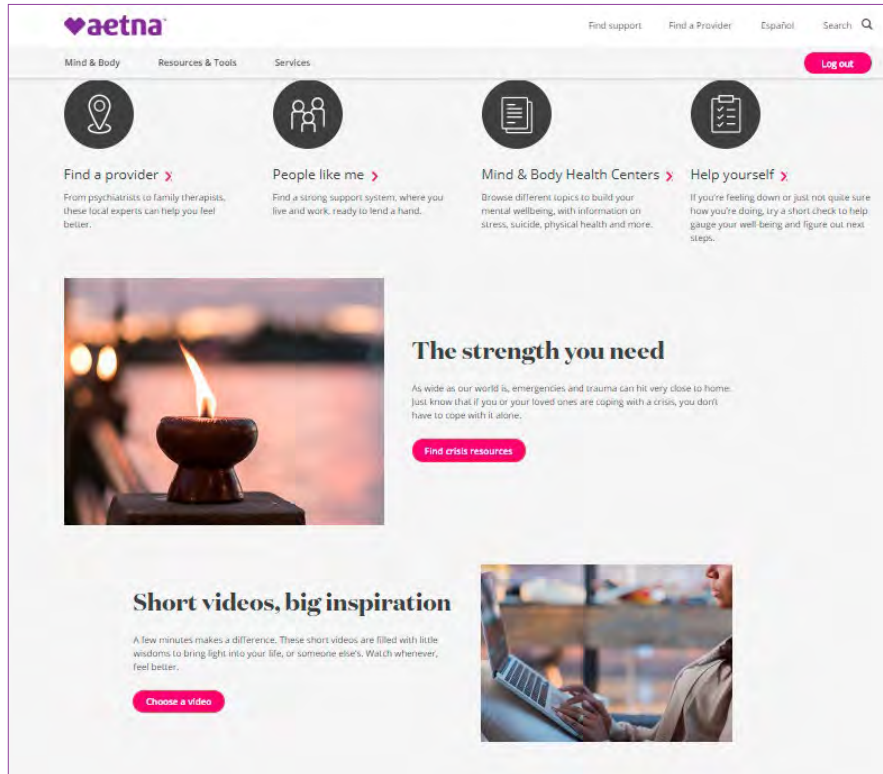 aetna
Find support Find a Provider Español Search
Mind & Body Resources & Tools Services Log out
Find a provider
From psychiatrists to family therapists,
these local experts can help you feel
better.
People like me
Find a strong support system, where you
live and work, ready to lend a hand.
Mind & Body Health Centers
Browse different topics to build your
mental wellbeing, with information on
stress, suicide, physical health and more.
Help yourself
If you're feeling down or just not quite sure
how you're doing, try a short check to help
gauge your well-being and figure out next
steps.
The strength you need
As wide as our world is, emergencies and trauma can hit very close to home.
Just know that if you or your loved ones are coping with a crisis, you don't
have to cope with it alone.
Find crisis resources
Short videos, big inspiration
A few minutes makes a difference. These short videos are filled with little
wisdoms to bring light into your life, or someone else's. Watch whenever,
feel better.
Choose a video